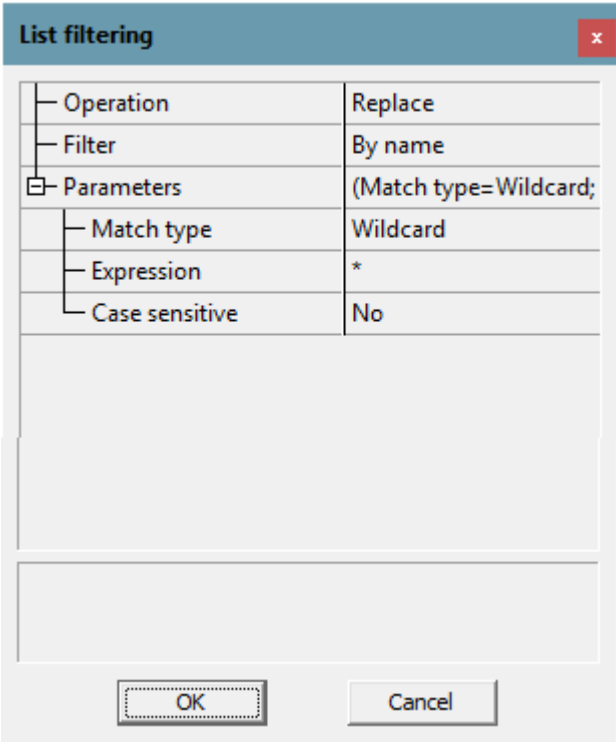 List filtering
x
Operation Replace
Filter By name
Parameters (Match type=Wildcard;
Match type Wildcard
Expression *
Case sensitive No
OK Cancel